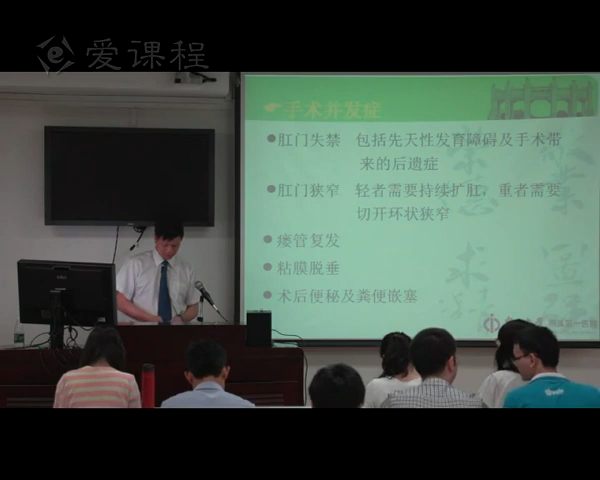 爱课程
手术并发症
肛门失禁 包括先天性发育障碍及手术带
来的后遗症
肛门狭窄 轻者需要持续扩肛，重者需要
切开环状狭窄
瘘管复发
粘膜脱垂
术后便秘及粪便嵌塞